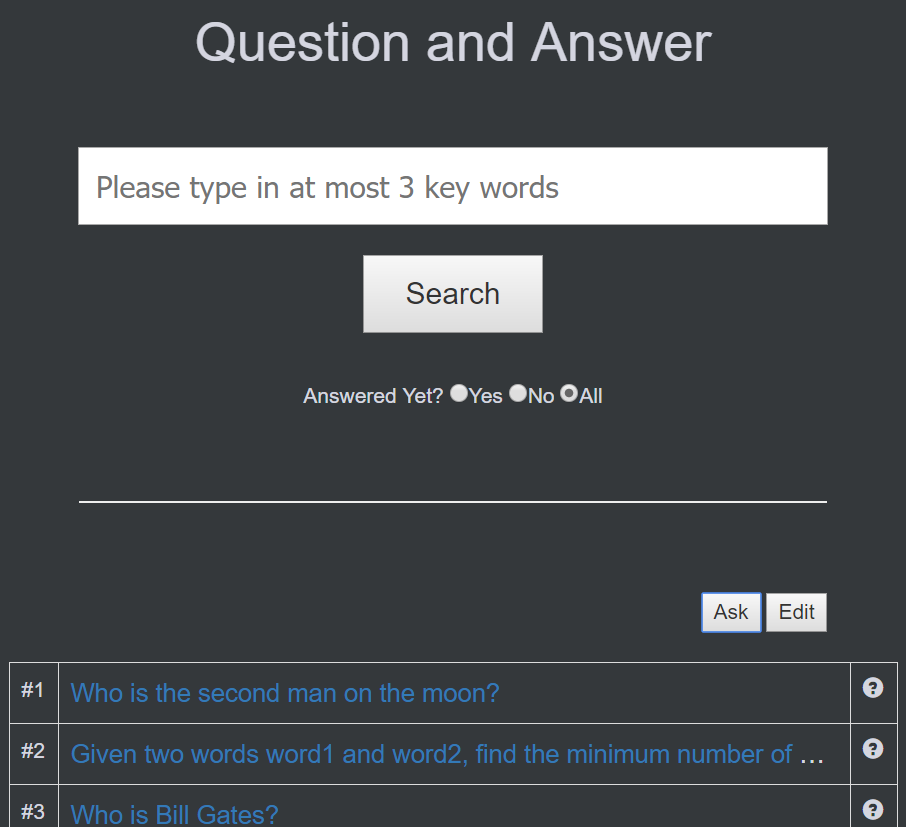 Question and Answer
Please type in at most 3 key words
Search
Answered Yet? Yes No All
Ask Edit
#1 Who is the second man on the moon? ?
#2 Given two words word1 and word2, find the minimum number of ... ?
#3 Who is Bill Gates? ?